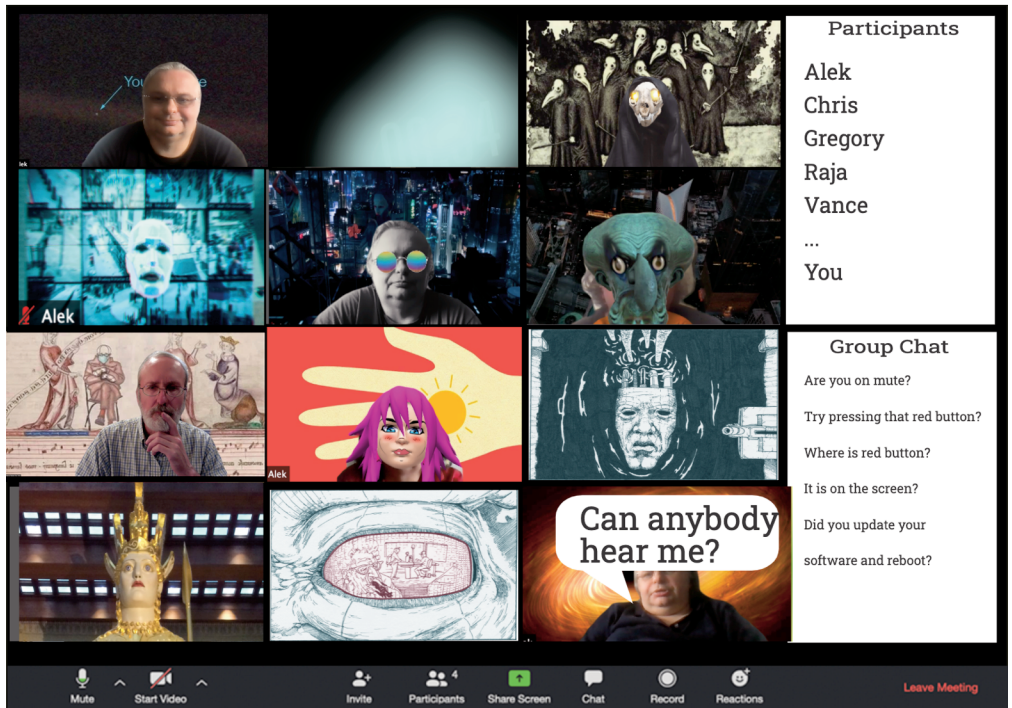 You e
lek
Alek
Alek
Can anybody
hear me?
Participants
Alek
Chris
Gregory
Raja
Vance
...
You
Group Chat
Are you on mute?
Try pressing that red button?
Where is red button?
It is on the screen?
Did you update your
software and reboot?
Mute
Start Video
Invite
Participants 4
Share Screen
Chat
Record
Reactions
Leave Meeting